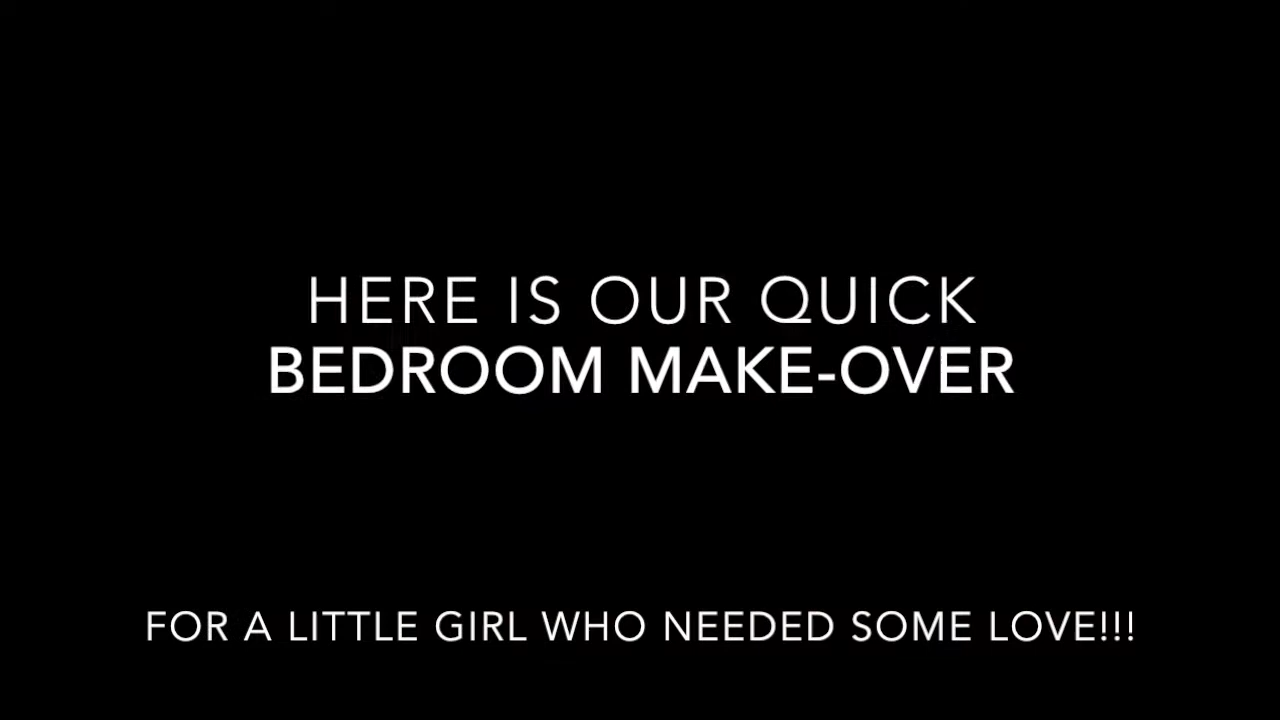 HERE IS OUR QUICK
BEDROOM MAKE-OVER
FOR A LITTLE GIRL WHO NEEDED SOME LOVE!!!